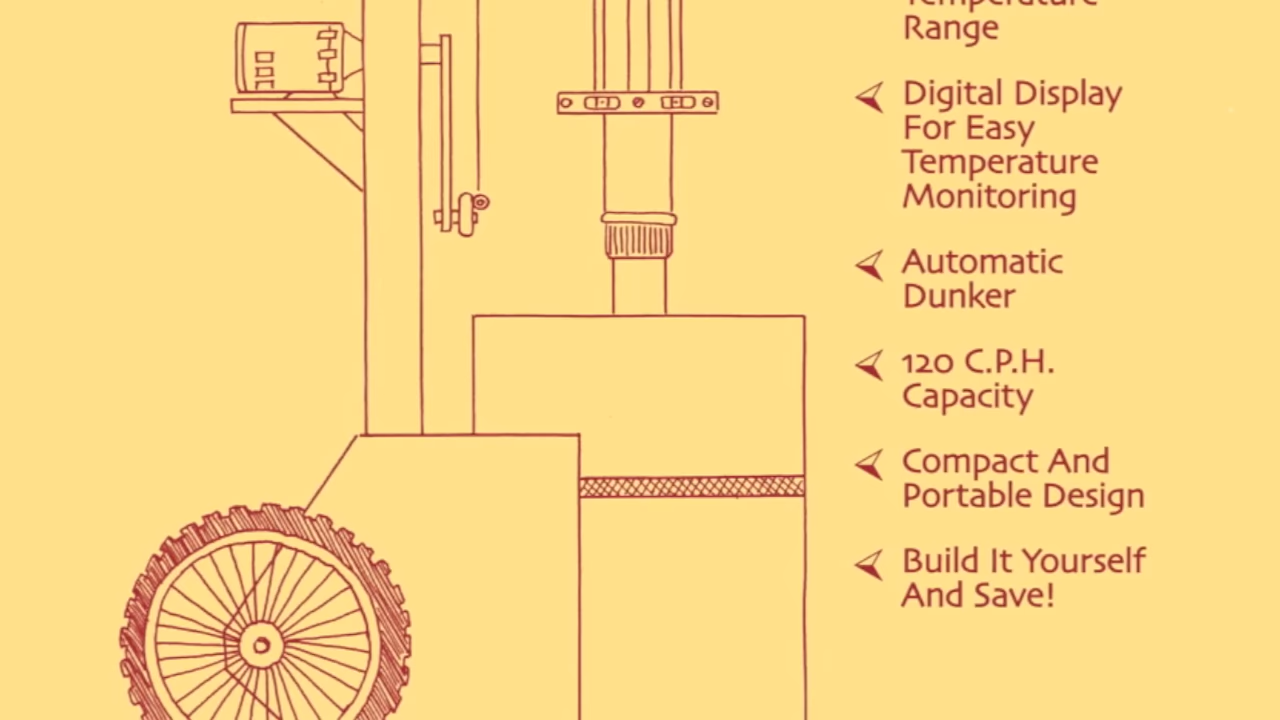 Temperature
Range
Digital Display
For Easy
Temperature
Monitoring
Automatic
Dunker
120 C.P.H.
Capacity
Compact And
Portable Design
Build It Yourself
And Save!